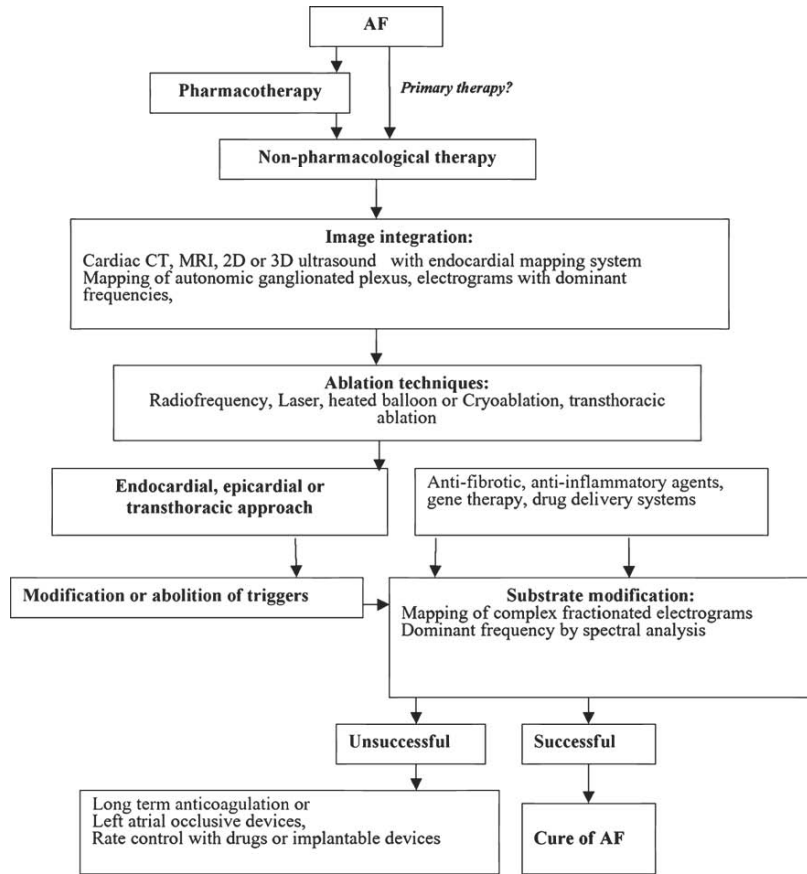 AF
Pharmacotherapy
Primary therapy?
Non-pharmacological therapy
Image integration:
Cardiac CT, MRI, 2D or 3D ultrasound with endocardial mapping system
Mapping of autonomic ganglionated plexus, electrograms with dominant
frequencies,
Ablation techniques:
Radiofrequency, Laser, heated balloon or Cryoablation, transthoracic
ablation
Endocardial, epicardial or
transthoracic approach
Anti-fibrotic, anti-inflammatory agents,
gene therapy, drug delivery systems
Modification or abolition of triggers
Substrate modification:
Mapping of complex fractionated electrograms
Dominant frequency by spectral analysis
Unsuccessful
Successful
Long term anticoagulation or
Left atrial occlusive devices,
Rate control with drugs or implantable devices
Cure of AF